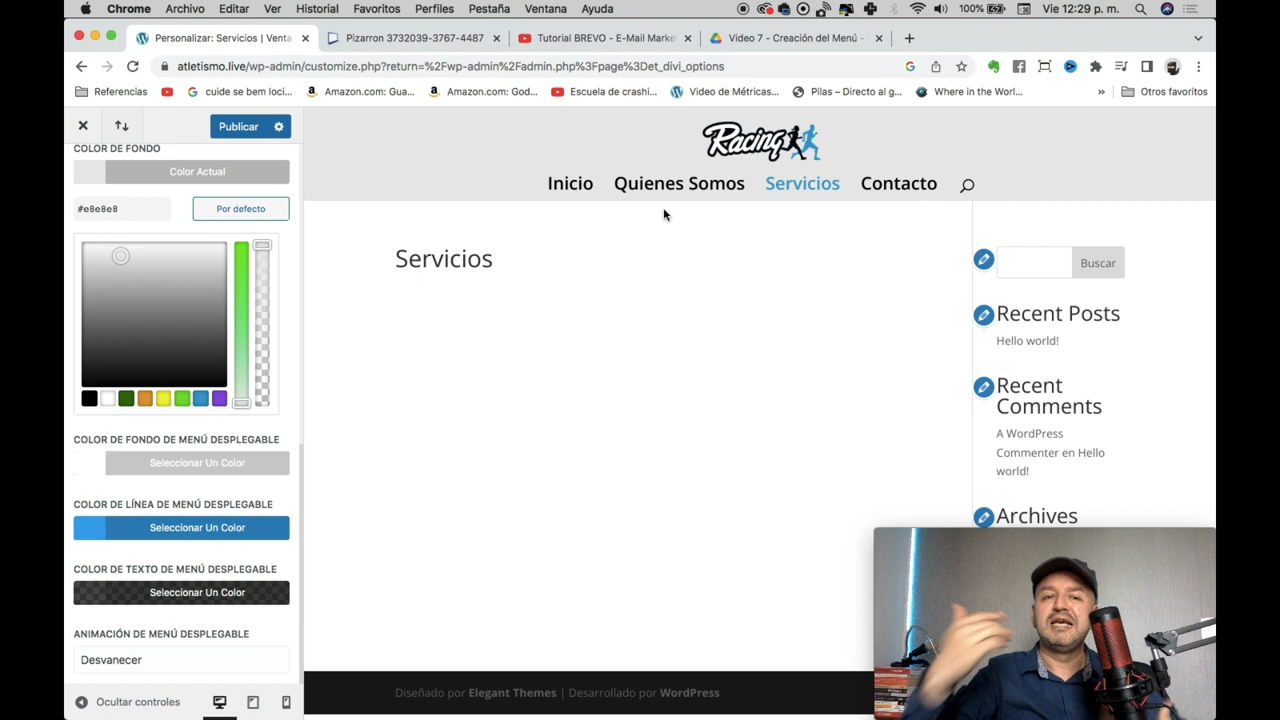 Chrome Archivo Editar Ver Historial Favoritos Perfiles Pestaña Ventana Ayuda 100% Vie 12:29 p. m.
Personalizar: Servicios | Venta Pizarron 3732039-3767-4487 Tutorial BREVO - E-Mail Marke Video 7 - Creación del Menú -
atletismo.live/wp-admin/customize.php?return=%2Fwp-admin%2Fadmin.php%3Fpage%3Det_divi_options
Referencias cuide se bem loci... Amazon.com: Gua... Amazon.com: God... Escuela de crashi... Video de Métricas... Pilas – Directo al g... Where in the Worl... » Otros favoritos
Publicar
COLOR DE FONDO
Color Actual
#e8e8e8
Por defecto
COLOR DE FONDO DE MENÚ DESPLEGABLE
Seleccionar Un Color
COLOR DE LÍNEA DE MENÚ DESPLEGABLE
Seleccionar Un Color
COLOR DE TEXTO DE MENÚ DESPLEGABLE
Seleccionar Un Color
ANIMACIÓN DE MENÚ DESPLEGABLE
Desvanecer
Ocultar controles
Racing
Inicio Quienes Somos Servicios Contacto
Servicios
Buscar
Recent Posts
Hello world!
Recent
Comments
A WordPress
Commenter en Hello
world!
Archives
Diseñado por Elegant Themes | Desarrollado por WordPress